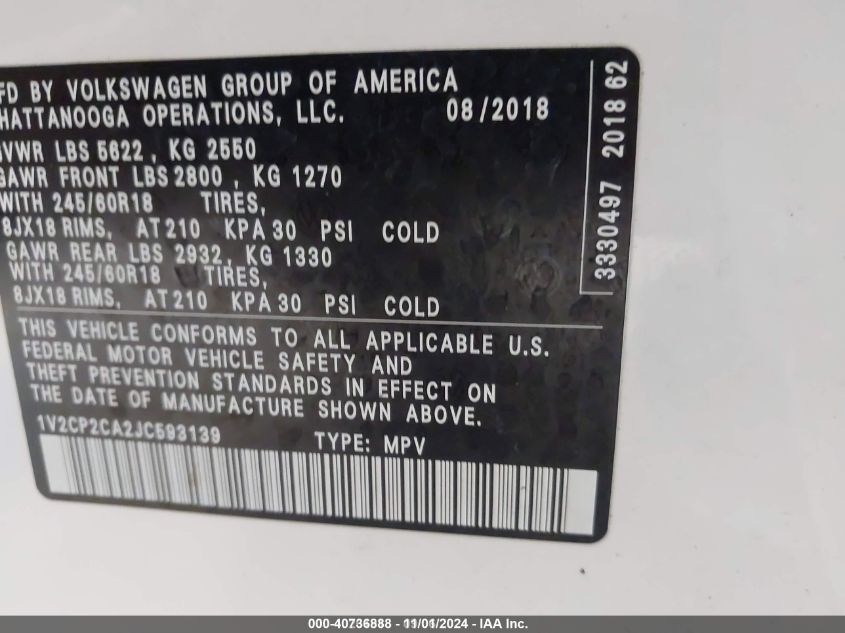 FD BY VOLKSWAGEN GROUP OF AMERICA
HATTANOOGA OPERATIONS, LLC. 08/2018
GVWR LBS 5622, KG 2550
GAWR FRONT LBS 2800, KG 1270
WITH 245/60R18 TIRES,
8JX18 RIMS, AT 210 KPA 30 PSI COLD
GAWR REAR LBS 2932, KG 1330
WITH 245/60R18 TIRES,
8JX18 RIMS, AT 210 KPA 30 PSI COLD
THIS VEHICLE CONFORMS TO ALL APPLICABLE U.S.
FEDERAL MOTOR VEHICLE SAFETY AND
THEFT PREVENTION STANDARDS IN EFFECT ON
THE DATE OF MANUFACTURE SHOWN ABOVE.
1V2CP2CA2JC593139 TYPE: MPV
3330497 2018 62
000-40736888 - 11/01/2024 - IAA Inc.